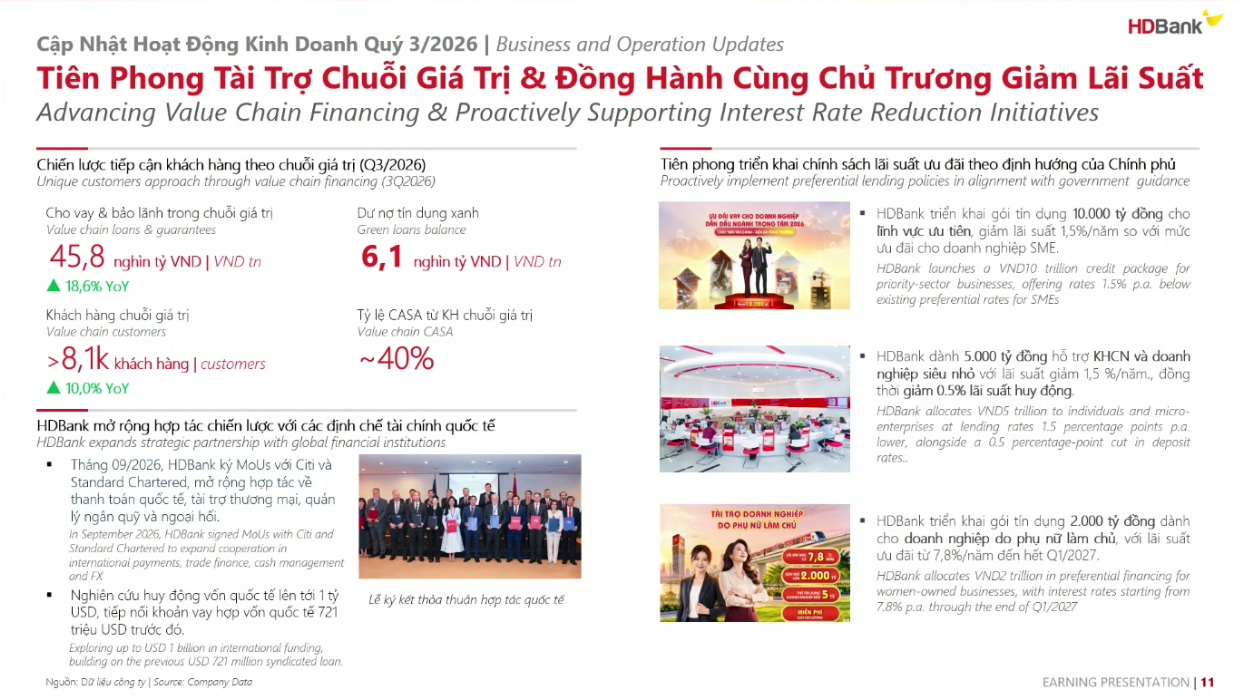 HDBank
Cập Nhật Hoạt Động Kinh Doanh Quý 3/2026 | Business and Operation Updates
Tiên Phong Tài Trợ Chuỗi Giá Trị & Đồng Hành Cùng Chủ Trương Giảm Lãi Suất
Advancing Value Chain Financing & Proactively Supporting Interest Rate Reduction Initiatives
Chiến lược tiếp cận khách hàng theo chuỗi giá trị (Q3/2026)
Unique customers approach through value chain financing (3Q2026)
Cho vay & bảo lãnh trong chuỗi giá trị
Value chain loans & guarantees
45,8 nghìn tỷ VND | VND tn
▲ 18,6% YoY
Dư nợ tín dụng xanh
Green loans balance
6,1 nghìn tỷ VND | VND tn
Khách hàng chuỗi giá trị
Value chain customers
>8,1k khách hàng | customers
▲ 10,0% YoY
Tỷ lệ CASA từ KH chuỗi giá trị
Value chain CASA
~40%
HDBank mở rộng hợp tác chiến lược với các định chế tài chính quốc tế
HDBank expands strategic partnership with global financial institutions
▪ Tháng 09/2026, HDBank ký MoUs với Citi và
Standard Chartered, mở rộng hợp tác về
thanh toán quốc tế, tài trợ thương mại, quản
lý ngân quỹ và ngoại hối.
In September 2026, HDBank signed MoUs with Citi and
Standard Chartered to expand cooperation in
international payments, trade finance, cash management
and FX
▪ Nghiên cứu huy động vốn quốc tế lên tới 1 tỷ
USD, tiếp nối khoản vay hợp vốn quốc 721
triệu USD trước đó.
Exploring up to USD 1 billion in international funding,
building on the previous USD 721 million syndicated loan.
Lễ ký kết thỏa thuận hợp tác quốc tế
Tiên phong triển khai chính sách lãi suất ưu đãi theo định hướng của Chính phủ
Proactively implement preferential lending policies in alignment with government guidance
ƯU ĐÃI VAY CHO DOANH NGHIỆP
DẪN ĐẦU NGÀNH TRỌNG TÂM 2026
▪ HDBank triển khai gói tín dụng 10.000 tỷ đồng cho
lĩnh vực ưu tiên, giảm lãi suất 1,5%/năm so với mức
ưu đãi cho doanh nghiệp SME.
HDBank launches a VND10 trillion credit package for
priority-sector businesses, offering rates 1.5% p.a. below
existing preferential rates for SMEs
▪ HDBank dành 5.000 tỷ đồng hỗ trợ KHCN và doanh
nghiệp siêu nhỏ với lãi suất giảm 1,5 %/năm., đồng
thời giảm 0.5% lãi suất huy động.
HDBank allocates VND5 trillion to individuals and micro-
enterprises at lending rates 1.5 percentage points p.a.
lower, alongside a 0.5 percentage-point cut in deposit
rates..
TÀI TRỢ DOANH NGHIỆP
DO PHỤ NỮ LÀM CHỦ
7,8%
2.000 TỶ
5 TỶ
MIỄN PHÍ
▪ HDBank triển khai gói tín dụng 2.000 tỷ đồng dành
cho doanh nghiệp do phụ nữ làm chủ, với lãi suất
ưu đãi từ 7,8%/năm đến hết Q1/2027.
HDBank allocates VND2 trillion in preferential financing for
women-owned businesses, with interest rates starting from
7.8% p.a. through the end of Q1/2027
Nguồn: Dữ liệu công ty | Source: Company Data
EARNING PRESENTATION | 11